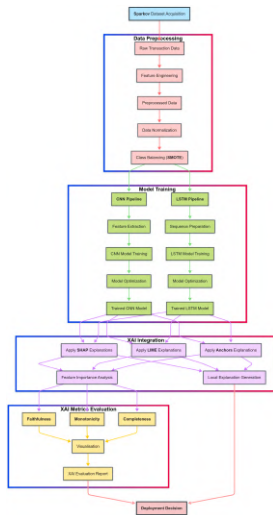 Sparkov Dataset Acquisition
Data Preprocessing
Raw Transaction Data
Feature Engineering
Preprocessed Data
Data Normalization
Class Balancing (SMOTE)
Model Training
CNN Pipeline
LSTM Pipeline
Feature Extraction
Sequence Preparation
CNN Model Training
LSTM Model Training
Model Optimization
Model Optimization
Trained CNN Model
Trained LSTM Model
XAI Integration
Apply SHAP Explanations
Apply LIME Explanations
Apply Anchors Explanations
Feature Importance Analysis
Local Explanation Generation
XAI Metrics Evaluation
Faithfulness
Monotonicity
Completeness
Visualization
XAI Evaluation Report
Deployment Decision